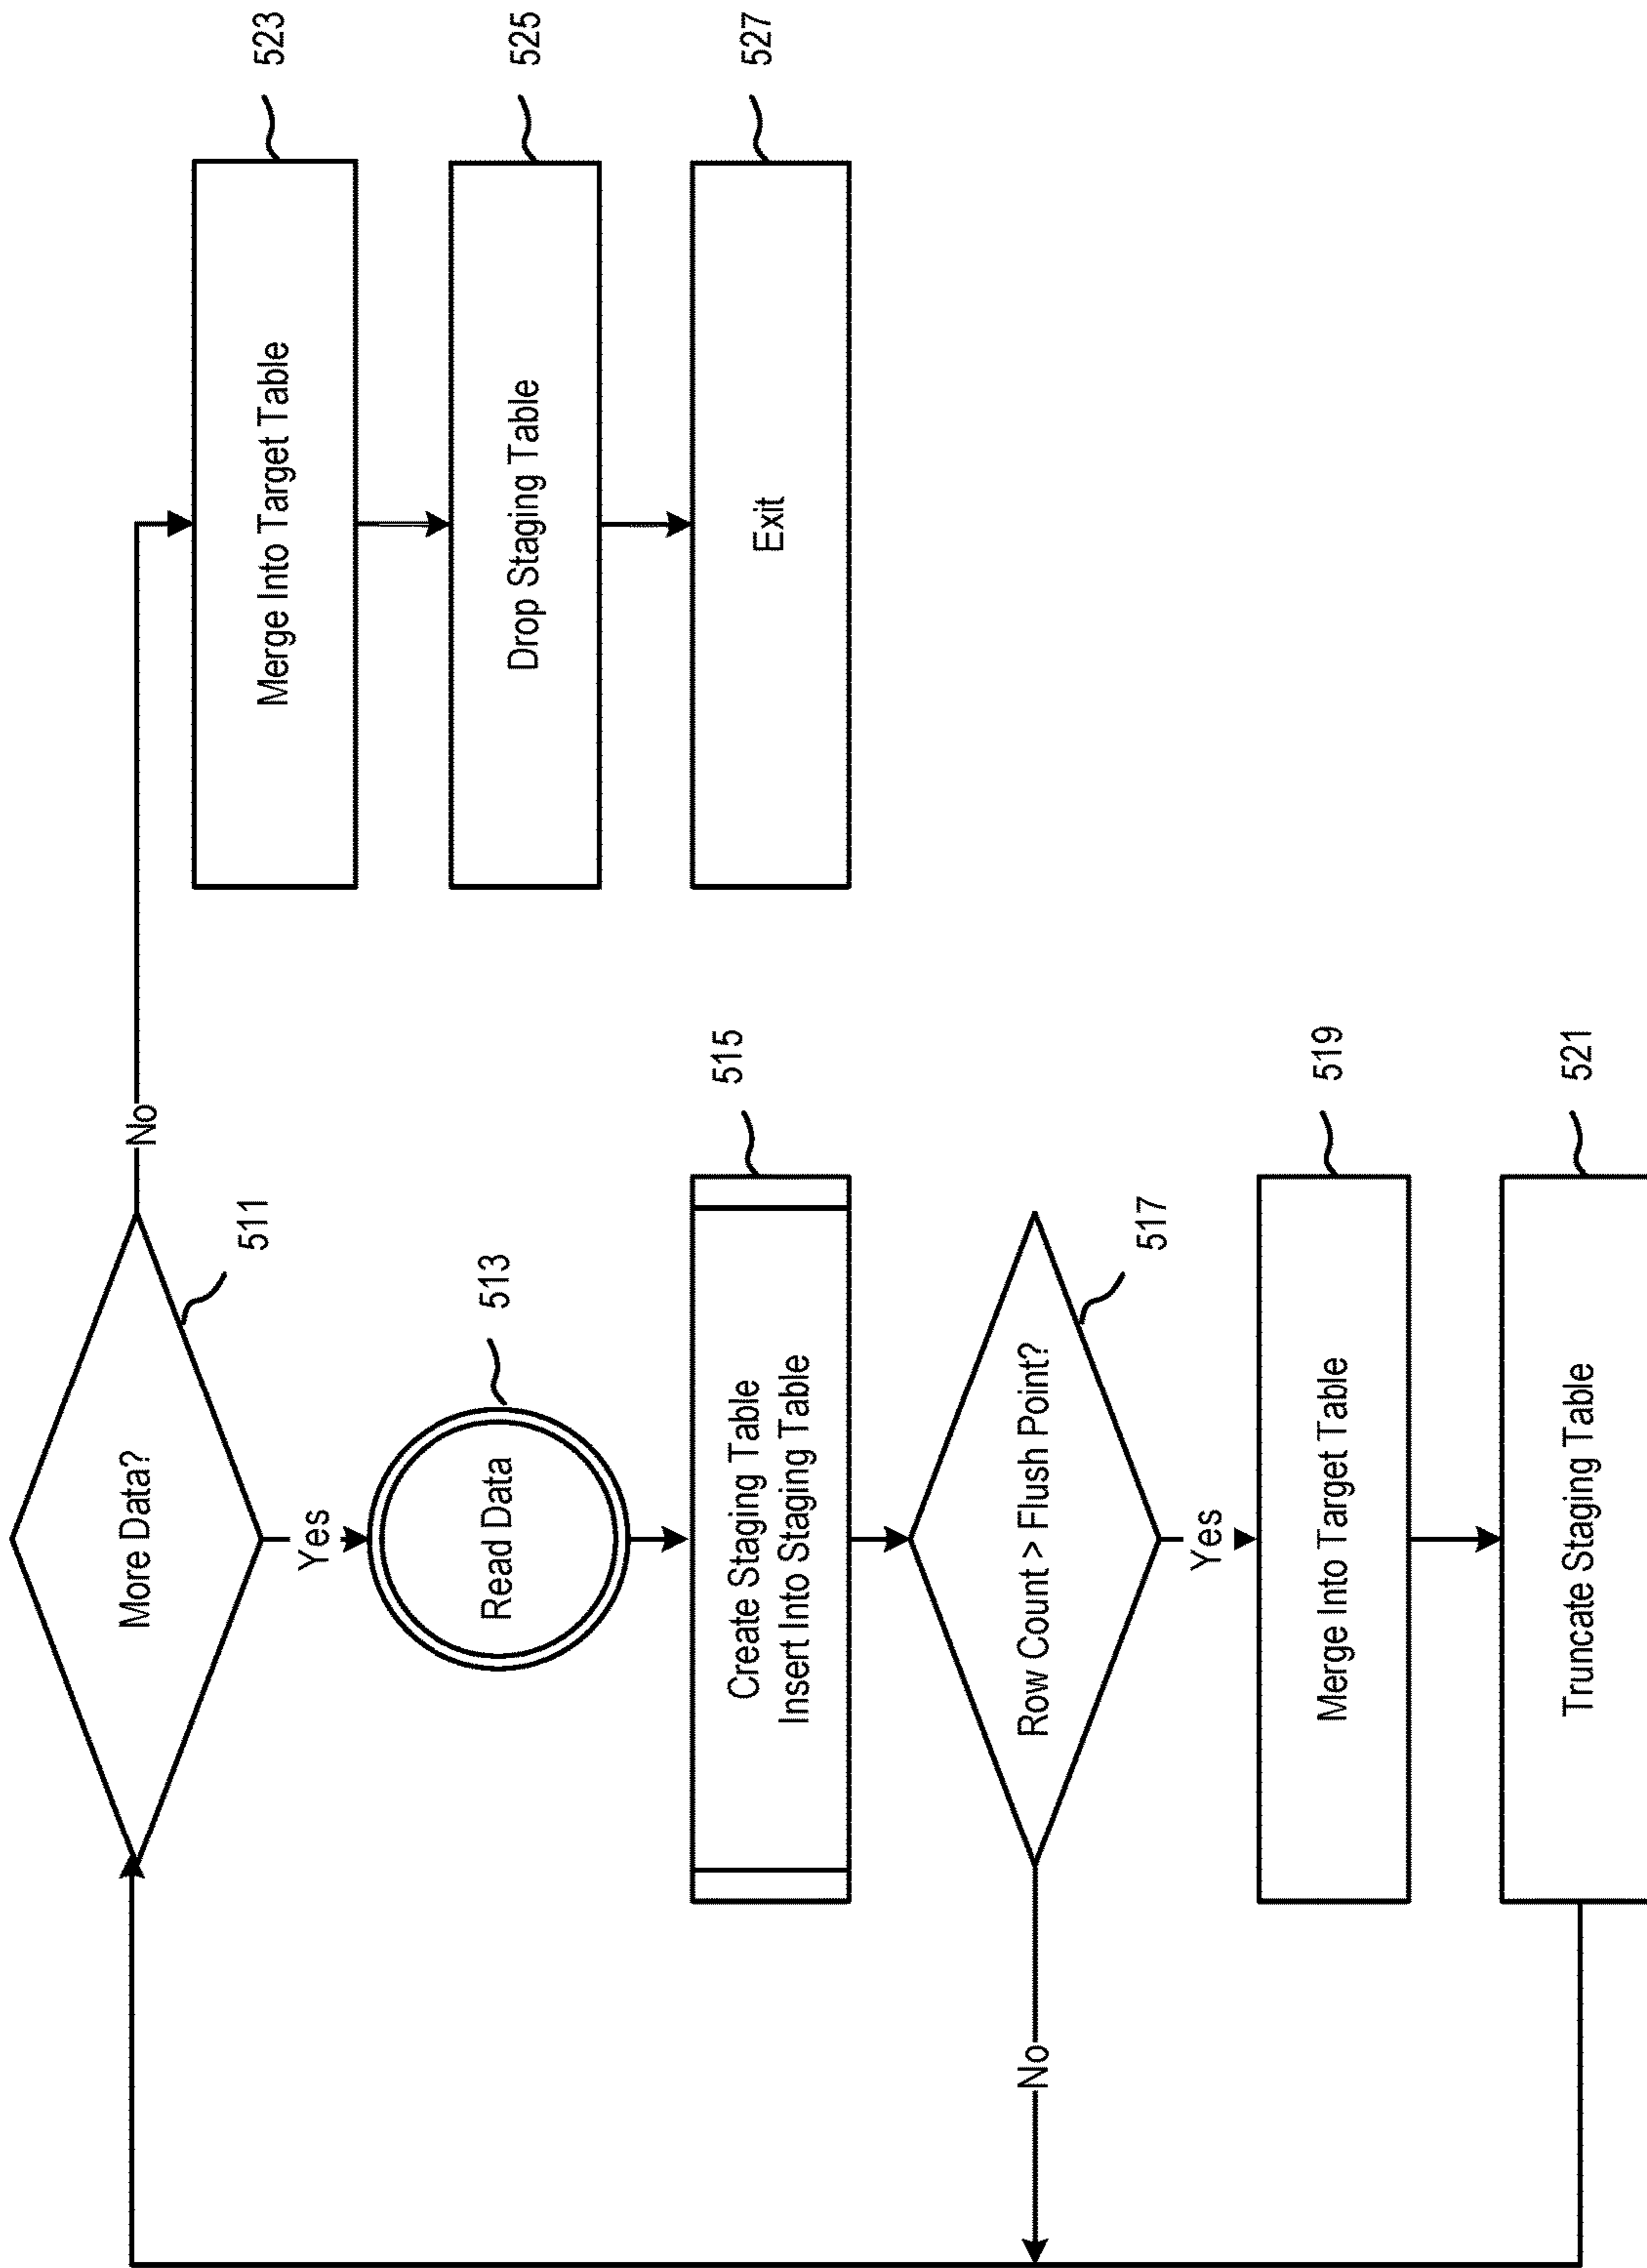 More Data?
511
No
Yes
Read Data
513
Create Staging Table
Insert Into Staging Table
515
Row Count > Flush Point?
517
No
Yes
Merge Into Target Table
519
Truncate Staging Table
521
Merge Into Target Table
523
Drop Staging Table
525
Exit
527